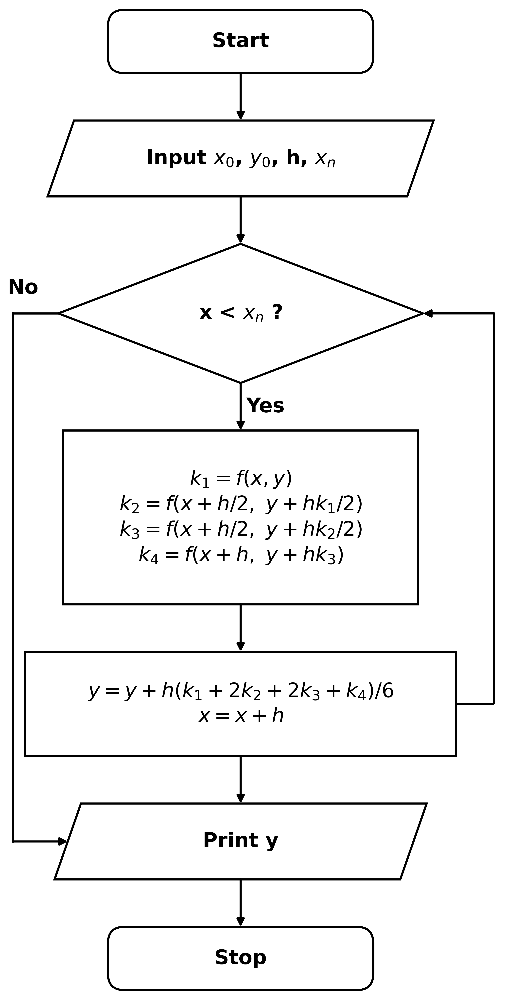 Start
Input x₀, y₀, h, xₙ
x < xₙ ?
No
Yes
k₁ = f(x, y)
k₂ = f(x + h/2, y + hk₁/2)
k₃ = f(x + h/2, y + hk₂/2)
k₄ = f(x + h, y + hk₃)
y = y + h(k₁ + 2k₂ + 2k₃ + k₄)/6
x = x + h
Print y
Stop